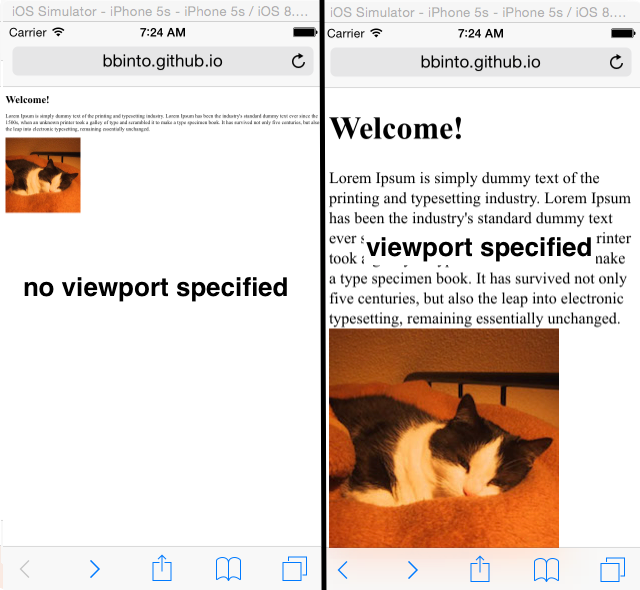 iOS Simulator - iPhone 5s - iPhone 5s / iOS 8....
Carrier 7:24 AM
bbinto.github.io
Welcome!
Lorem Ipsum is simply dummy text of the printing and typesetting industry. Lorem Ipsum has been the industry's standard dummy text ever since the
1500s, when an unknown printer took a galley of type and scrambled it to make a type specimen book. It has survived not only five centuries, but also
the leap into electronic typesetting, remaining essentially unchanged.
no viewport specified
iOS Simulator - iPhone 5s - iPhone 5s / iOS 8....
Carrier 7:24 AM
bbinto.github.io
Welcome!
Lorem Ipsum is simply dummy text of the
printing and typesetting industry. Lorem Ipsum
has been the industry's standard dummy text
ever
viewport specified
took
make
a type specimen book. It has survived not only
five centuries, but also the leap into electronic
typesetting, remaining essentially unchanged.